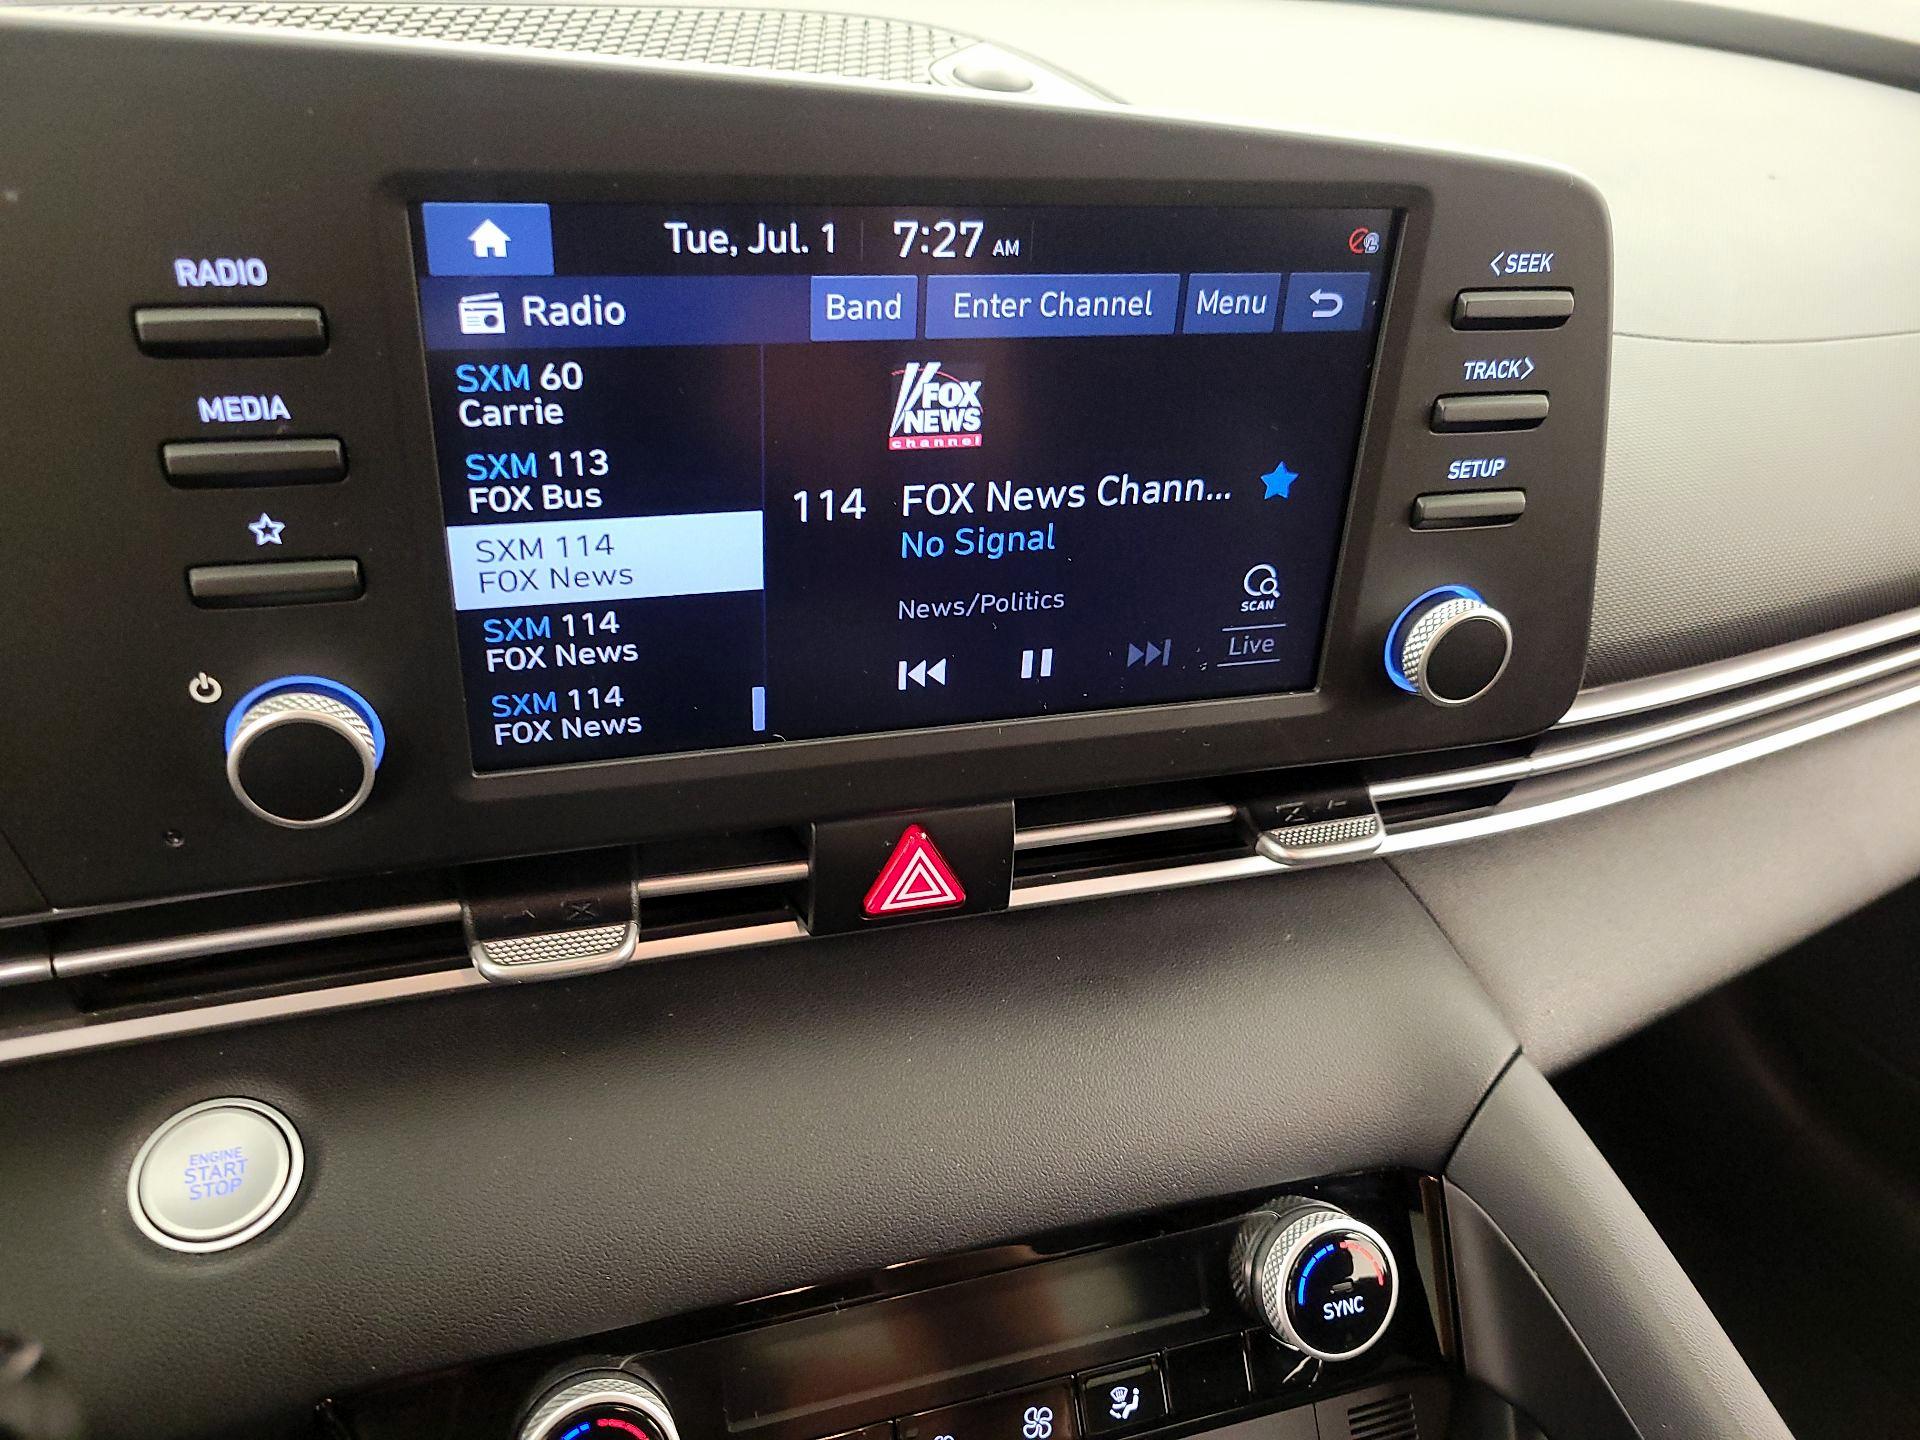 Tue, Jul. 1
7:27 AM
RADIO
Radio
Band
Enter Channel
Menu
<SEEK
MEDIA
SXM 60
Carrie
SXM 113
FOX Bus
SXM 114
FOX News
SXM 114
FOX News
SXM 114
FOX News
FOX
NEWS
channel
114 FOX News Chann...
No Signal
News/Politics
SCAN
Live
TRACK>
SETUP
ENGINE
START
STOP
SYNC